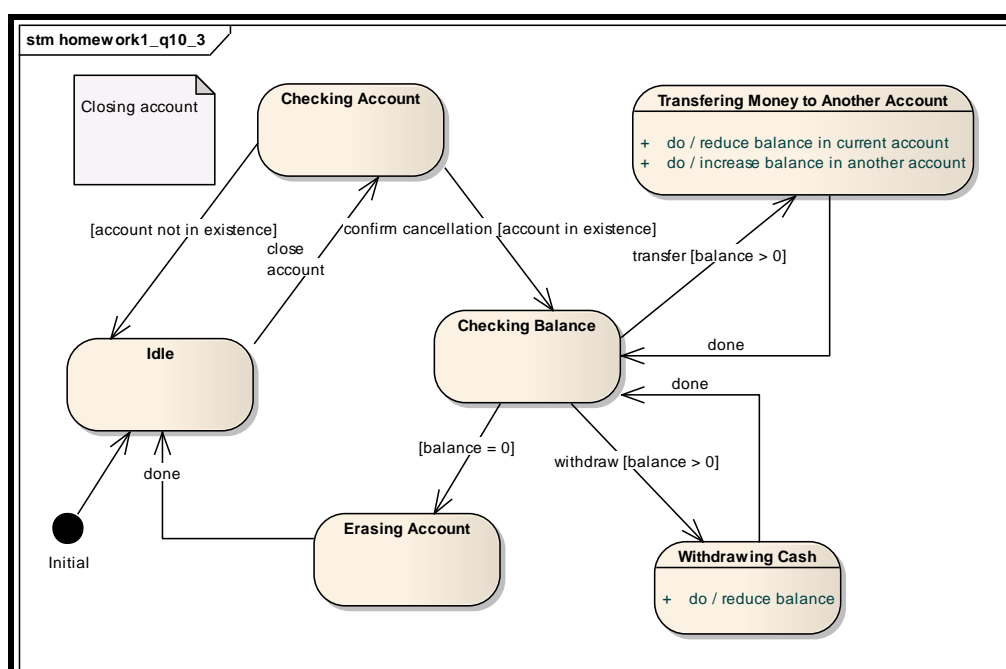 stm homework1_q10_3
Closing account
Checking Account
Transfering Money to Another Account
+ do / reduce balance in current account
+ do / increase balance in another account
[account not in existence]
close
account
confirm cancellation [account in existence]
transfer [balance > 0]
Checking Balance
Idle
done
done
[balance = 0]
withdraw [balance > 0]
done
Erasing Account
Initial
Withdrawing Cash
+ do / reduce balance